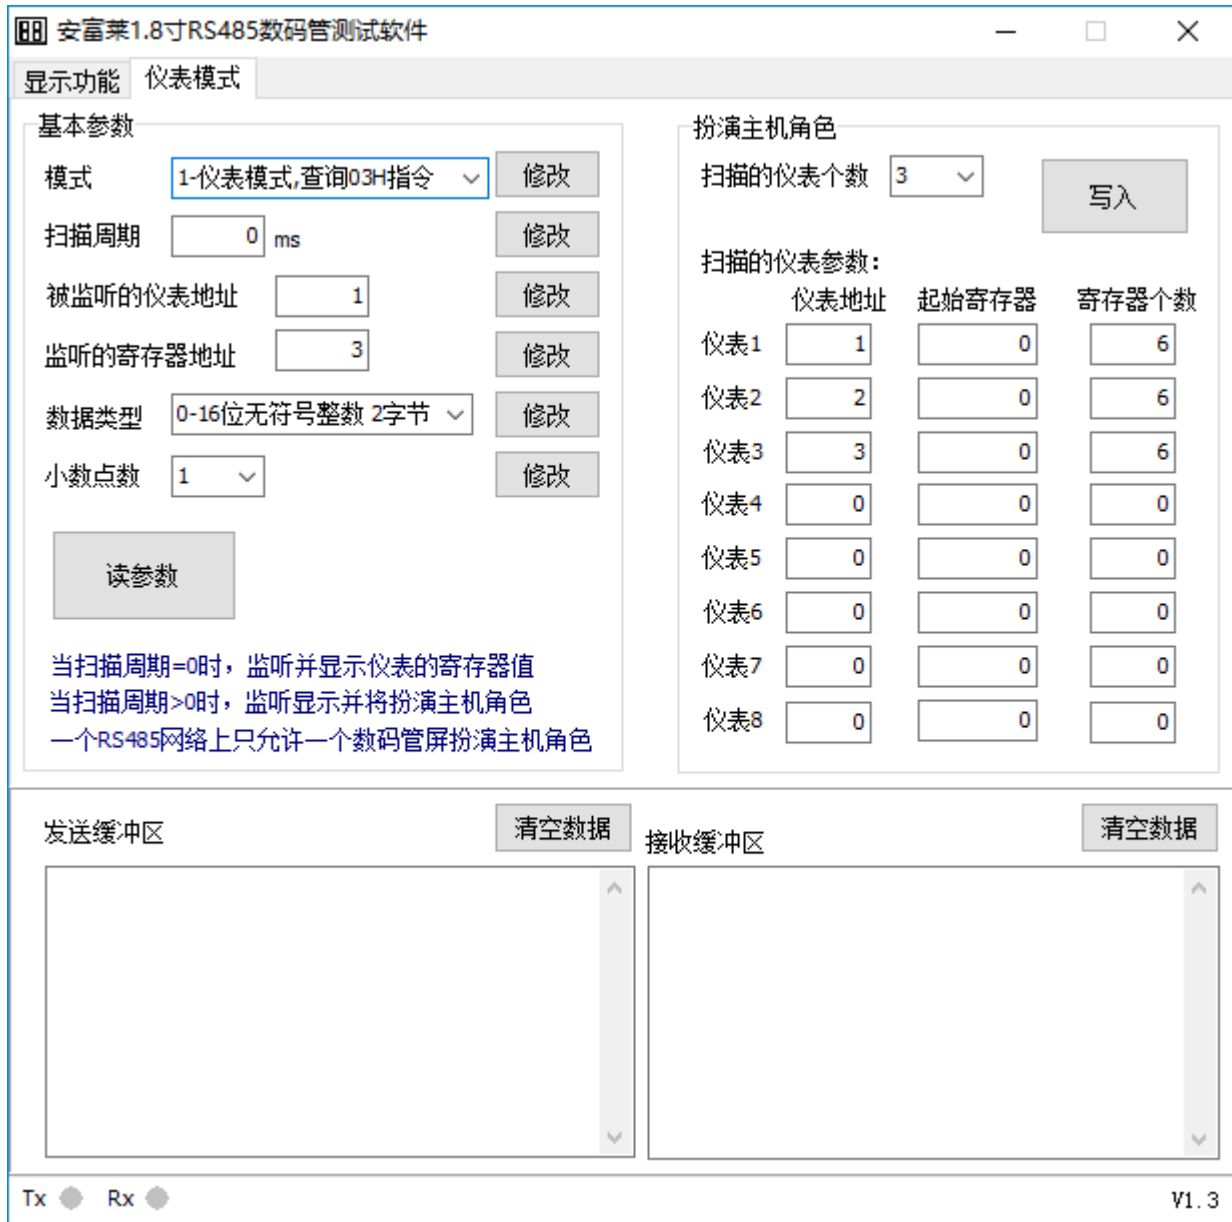 安富莱1.8寸RS485数码管测试软件
显示功能 仪表模式
基本参数
模式 1-仪表模式,查询03H指令 修改
扫描周期 0 ms 修改
被监听的仪表地址 1 修改
监听的寄存器地址 3 修改
数据类型 0-16位无符号整数 2字节 修改
小数点数 1 修改
读参数
当扫描周期=0时，监听并显示仪表的寄存器值
当扫描周期>0时，监听显示并将扮演主机角色
一个RS485网络上只允许一个数码管屏扮演主机角色
扮演主机角色
扫描的仪表个数 3 写入
扫描的仪表参数：
仪表地址 起始寄存器 寄存器个数
仪表1 1 0 6
仪表2 2 0 6
仪表3 3 0 6
仪表4 0 0 0
仪表5 0 0 0
仪表6 0 0 0
仪表7 0 0 0
仪表8 0 0 0
发送缓冲区 清空数据
接收缓冲区 清空数据
Tx Rx V1.3